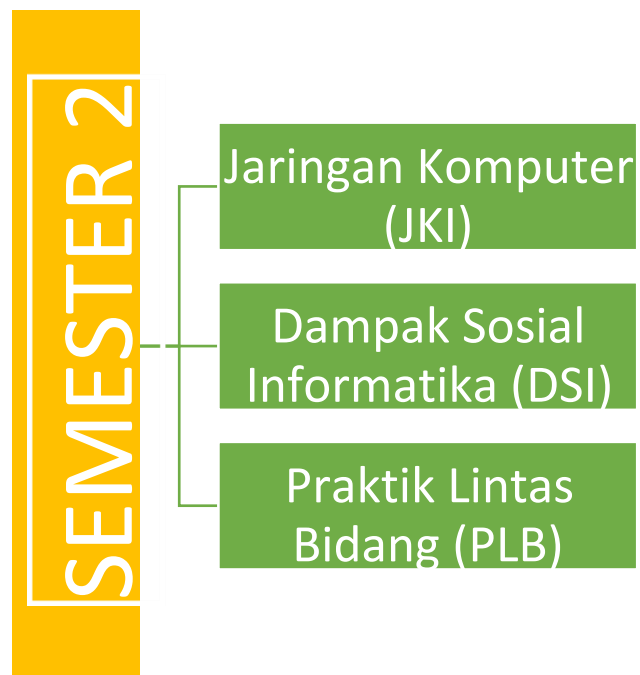 SEMESTER 2
Jaringan Komputer
(JKI)
Dampak Sosial
Informatika (DSI)
Praktik Lintas
Bidang (PLB)